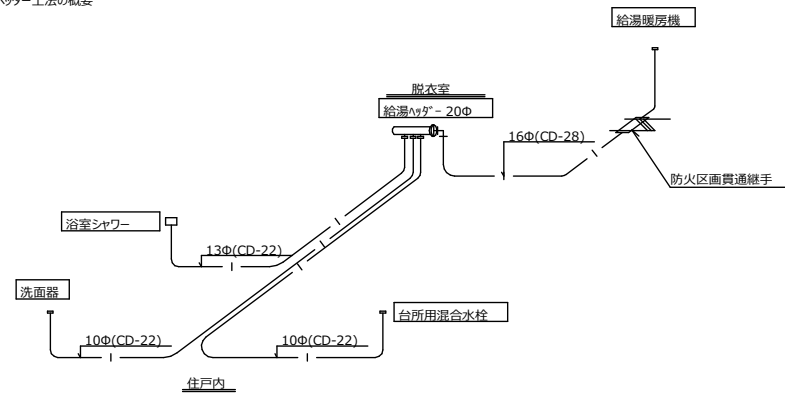 ヘッダー工法の概要
給湯暖房機
脱衣室
給湯ヘッダー 20Φ
16Φ(CD-28)
防火区画貫通継手
浴室シャワー
13Φ(CD-22)
洗面器
台所用混合水栓
10Φ(CD-22)
10Φ(CD-22)
住戸内